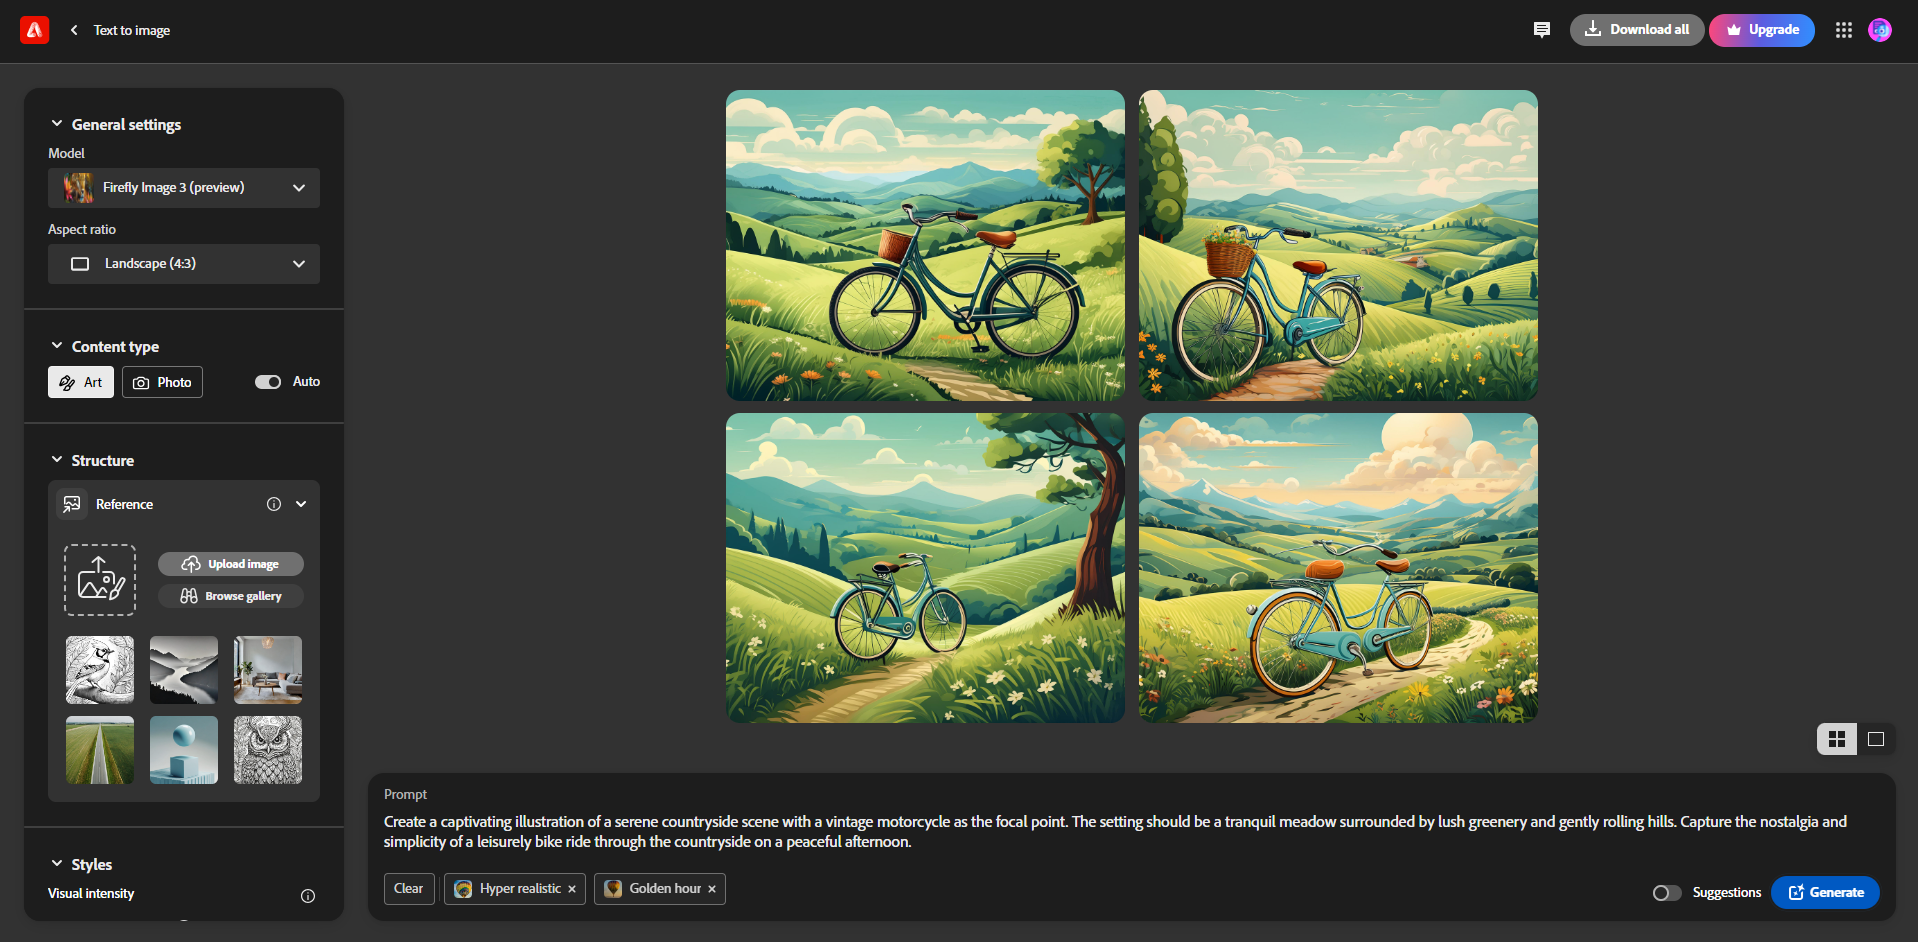 Text to image
Download all
Upgrade
General settings
Model
Firefly Image 3 (preview)
Aspect ratio
Landscape (4:3)
Content type
Art
Photo
Auto
Structure
Reference
Upload image
Browse gallery
Styles
Visual intensity
Prompt
Create a captivating illustration of a serene countryside scene with a vintage motorcycle as the focal point. The setting should be a tranquil meadow surrounded by lush greenery and gently rolling hills. Capture the nostalgia and
simplicity of a leisurely bike ride through the countryside on a peaceful afternoon.
Clear
Hyper realistic
Golden hour
Suggestions
Generate